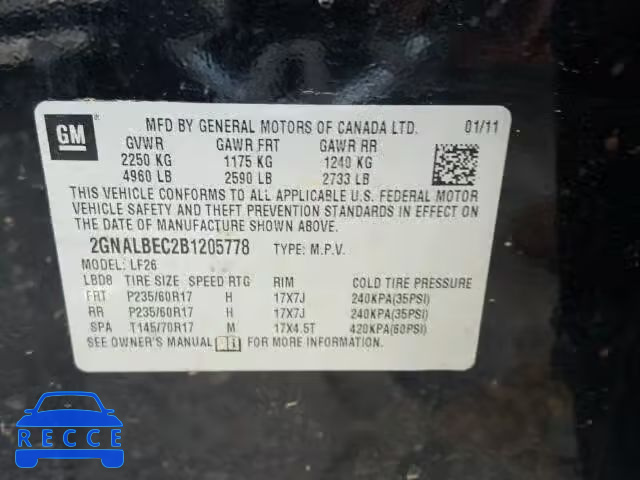 GM®
MFD BY GENERAL MOTORS OF CANADA LTD. 01/11
GVWR GAWR FRT GAWR RR
2250 KG 1175 KG 1240 KG
4960 LB 2590 LB 2733 LB
THIS VEHICLE CONFORMS TO ALL APPLICABLE U.S. FEDERAL MOTOR
VEHICLE SAFETY AND THEFT PREVENTION STANDARDS IN EFFECT ON
THE DATE OF MANUFACTURE SHOWN ABOVE.
2GNALBEC2B1205778 TYPE: M.P.V.
MODEL: LF26
LBD8 TIRE SIZE SPEED RTG RIM COLD TIRE PRESSURE
FRT P235/60R17 H 17X7J 240KPA(35PSI)
RR P235/60R17 H 17X7J 240KPA(35PSI)
SPA T145/70R17 M 17X4.5T 420KPA(60PSI)
SEE OWNER'S MANUAL FOR MORE INFORMATION.
RECCE